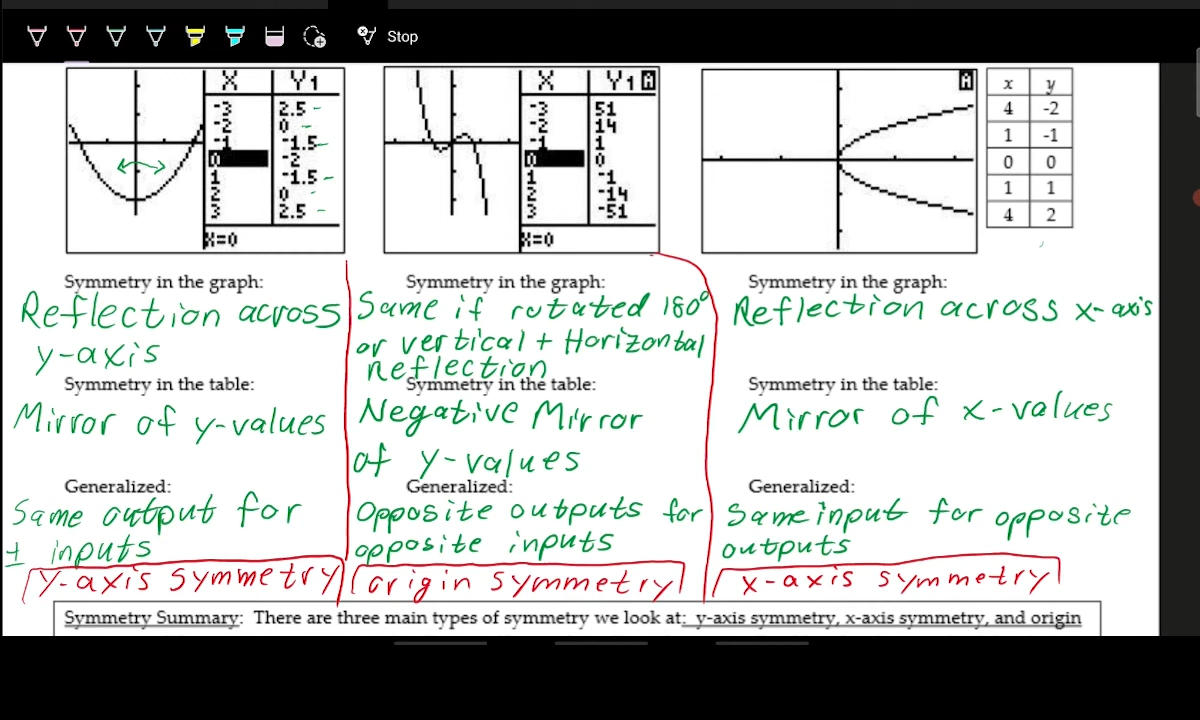 Stop
X Y1
-3 2.5
-2 0
-1 -1.5
0 -2
1 -1.5
2 0
3 2.5
X=0
X Y1
-3 51
-2 14
-1 1
0 0
1 -1
2 -14
3 -51
X=0
x y
4 -2
1 -1
0 0
1 1
4 2
Symmetry in the graph:
Reflection across
y-axis
Symmetry in the table:
Mirror of y-values
Generalized:
Same output for
± inputs
y-axis symmetry
Symmetry in the graph:
Same if rotated 180°
or vertical + Horizontal
Reflection
Symmetry in the table:
Negative Mirror
of y-values
Generalized:
Opposite outputs for
opposite inputs
origin symmetry
Symmetry in the graph:
Reflection across x-axis
Symmetry in the table:
Mirror of x-values
Generalized:
Same input for opposite
outputs
x-axis symmetry
Symmetry Summary: There are three main types of symmetry we look at: y-axis symmetry, x-axis symmetry, and origin